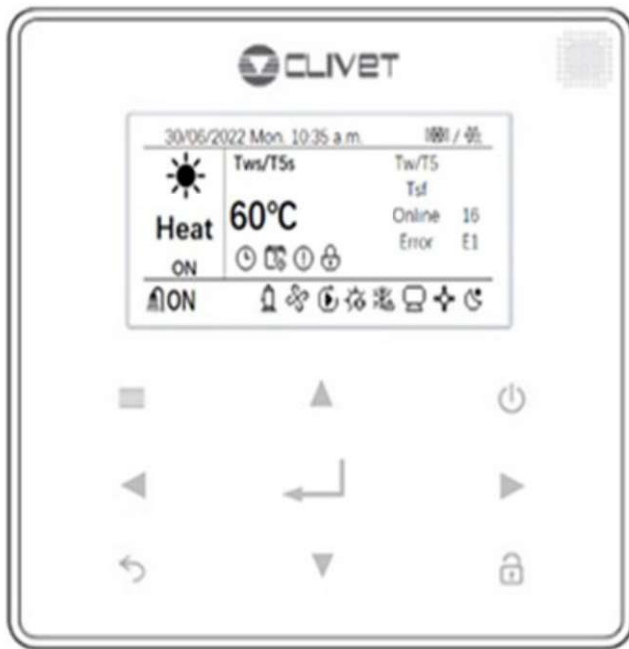 CLIVET
30/06/2022 Mon. 10:35 a.m. /
Tws/T5s Tw/T5
Tsf
Heat 60°C Online 16
Error E1
ON
ON